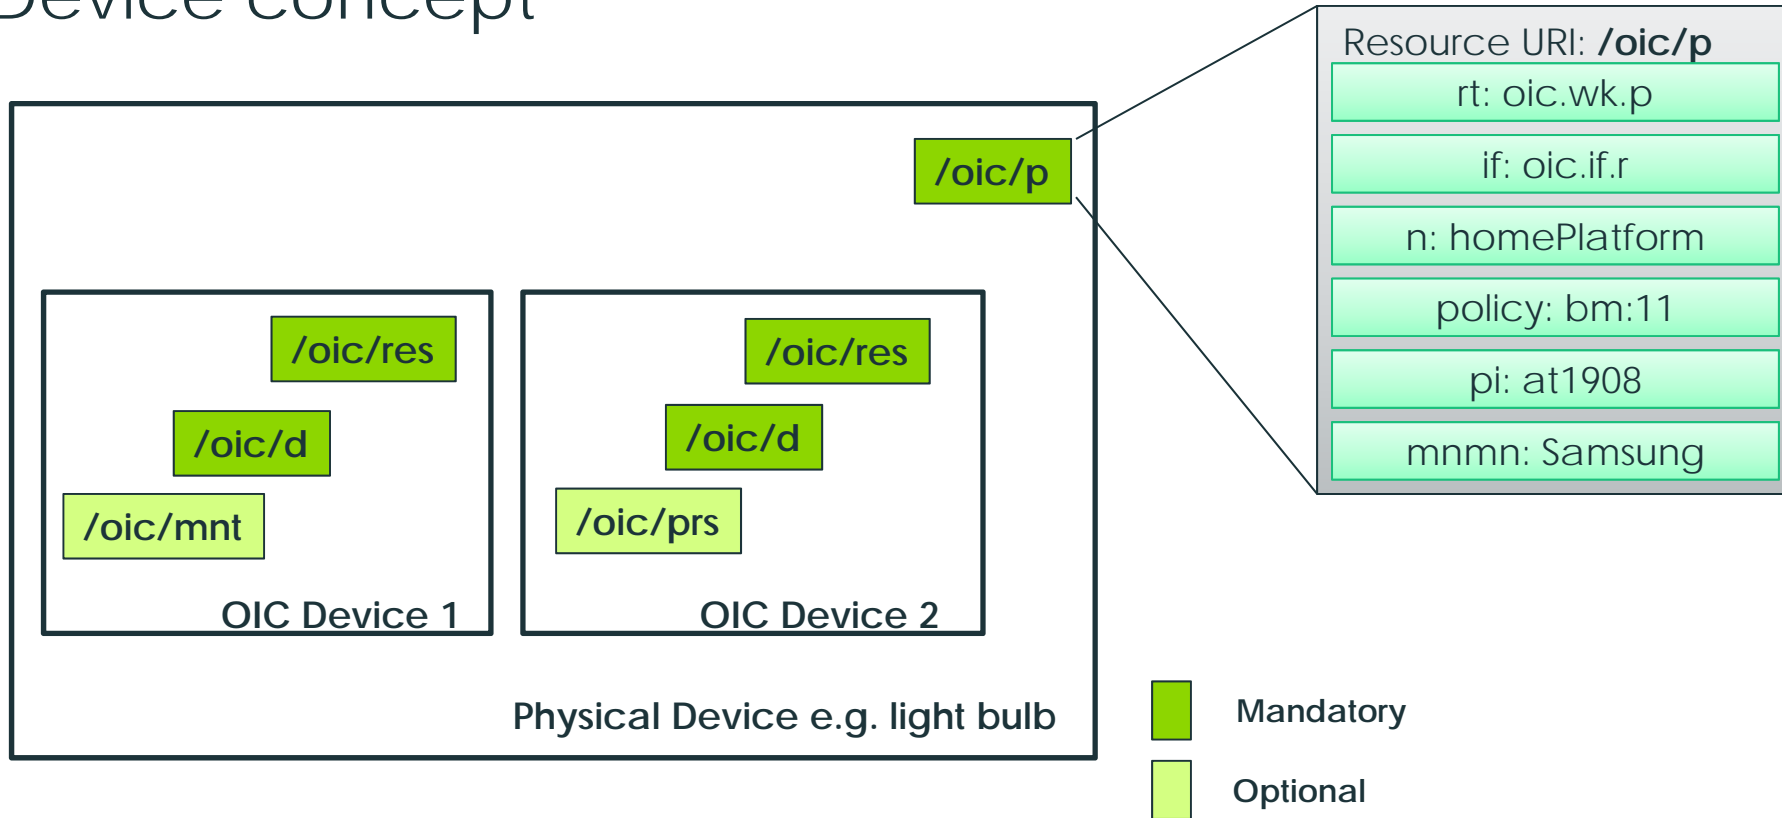 Device concept
Resource URI: /oic/p
rt: oic.wk.p
if: oic.if.r
n: homePlatform
policy: bm:11
pi: at1908
mnmn: Samsung
/oic/p
/oic/res
/oic/d
/oic/mnt
OIC Device 1
/oic/res
/oic/d
/oic/prs
OIC Device 2
Physical Device e.g. light bulb
Mandatory
Optional